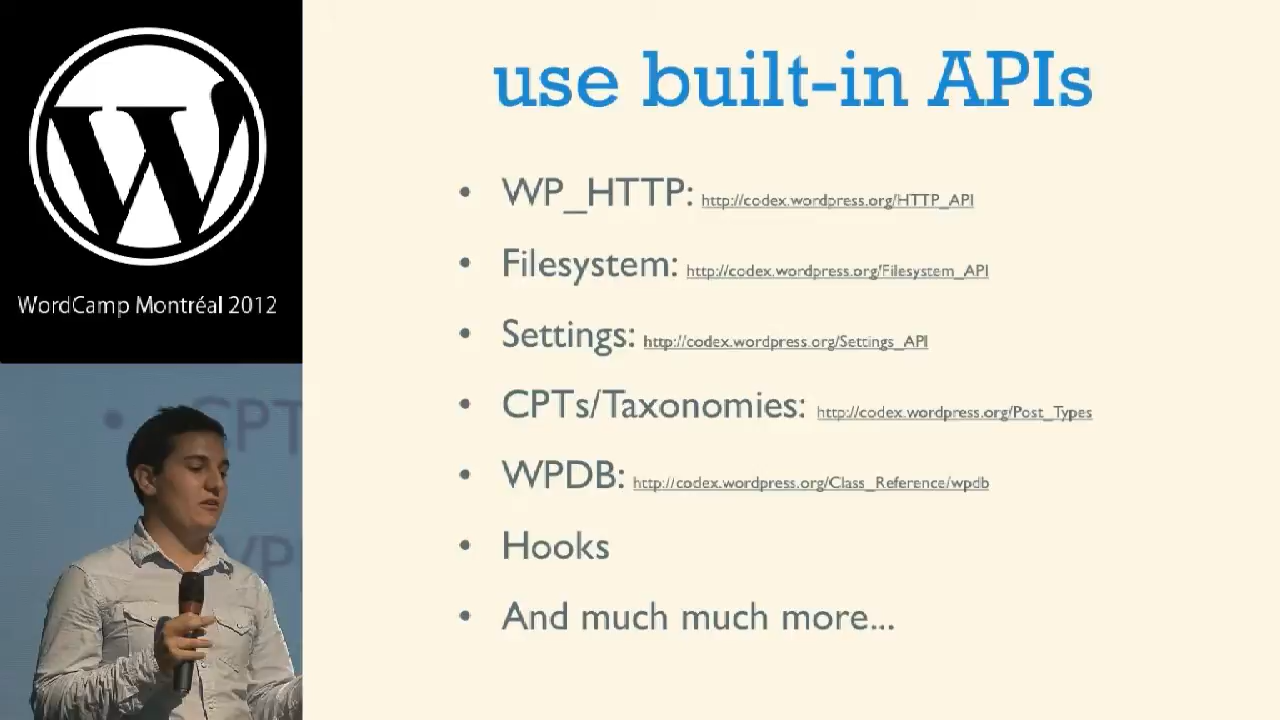 WordCamp Montréal 2012
use built-in APIs
• WP_HTTP: http://codex.wordpress.org/HTTP_API
• Filesystem: http://codex.wordpress.org/Filesystem_API
• Settings: http://codex.wordpress.org/Settings_API
• CPTs/Taxonomies: http://codex.wordpress.org/Post_Types
• WPDB: http://codex.wordpress.org/Class_Reference/wpdb
• Hooks
• And much much more...
• CPT